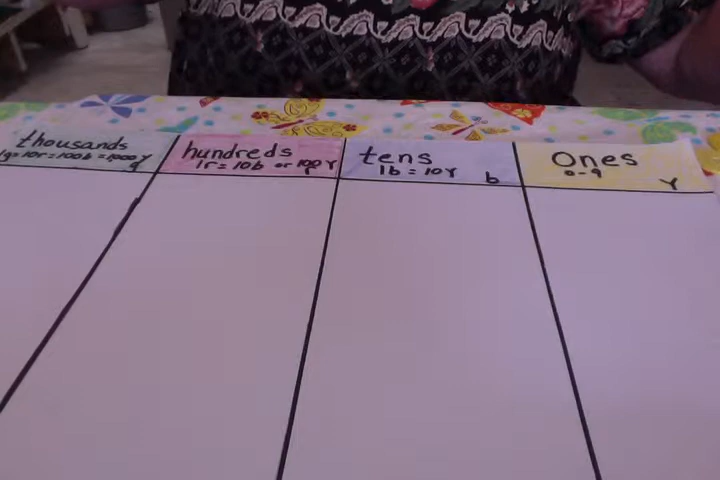 thousands
1g=10r=100b=1000Y
g
hundreds
1r=10b or 100Y
r
tens
1b=10Y
b
Ones
0-9
Y